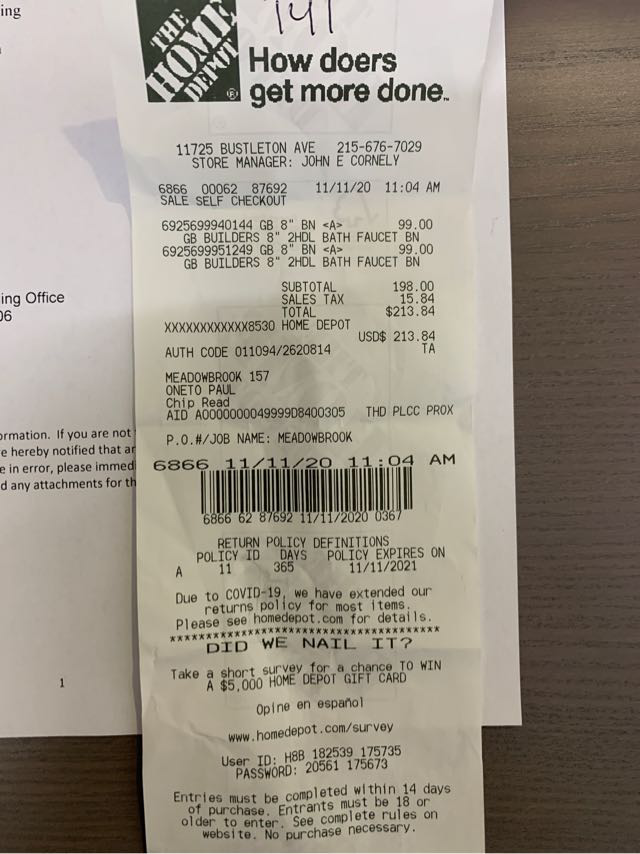 ing
141
THE
HOME
DEPOT
®
How doers
get more done™
11725 BUSTLETON AVE 215-676-7029
STORE MANAGER: JOHN E CORNELY
6866 00062 87692 11/11/20 11:04 AM
SALE SELF CHECKOUT
6925699940144 GB 8" BN <A> 99.00
GB BUILDERS 8" 2HDL BATH FAUCET BN
6925699951249 GB 8" BN <A> 99.00
GB BUILDERS 8" 2HDL BATH FAUCET BN
SUBTOTAL 198.00
SALES TAX 15.84
TOTAL $213.84
XXXXXXXXXXXX8530 HOME DEPOT
USD$ 213.84
AUTH CODE 011094/2620814 TA
MEADOWBROOK 157
ONETO PAUL
Chip Read
AID A0000000049999D8400305 THD PLCC PROX
P.O.#/JOB NAME: MEADOWBROOK
6866 11/11/20 11:04 AM
6866 62 87692 11/11/2020 0367
RETURN POLICY DEFINITIONS
POLICY ID DAYS POLICY EXPIRES ON
A 11 365 11/11/2021
Due to COVID-19, we have extended our
returns policy for most items.
Please see homedepot.com for details.
****************************************
DID WE NAIL IT?
Take a short survey for a chance TO WIN
A $5,000 HOME DEPOT GIFT CARD
Opine en español
www.homedepot.com/survey
User ID: H8B 182539 175735
PASSWORD: 20561 175673
Entries must be completed within 14 days
of purchase. Entrants must be 18 or
older to enter. See complete rules on
website. No purchase necessary.
ing Office
06
ormation. If you are not
e hereby notified that
e in error, please immed
d any attachments for th
1